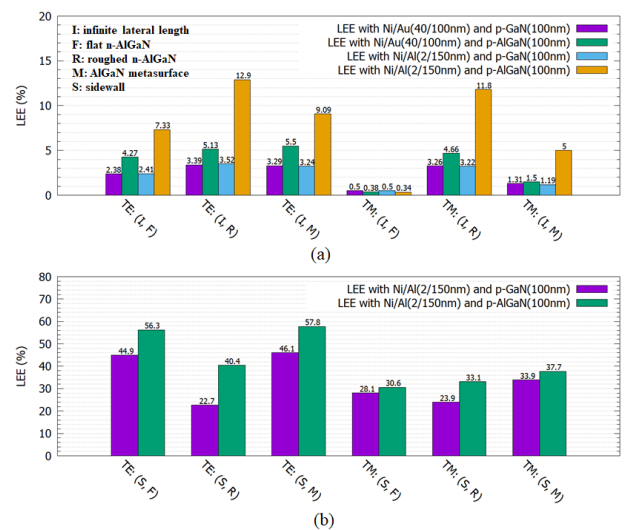 LEE with Ni/Au(40/100nm) and p-GaN(100nm)
LEE with Ni/Au(40/100nm) and p-AlGaN(100nm)
LEE with Ni/Al(2/150nm) and p-GaN(100nm)
LEE with Ni/Al(2/150nm) and p-AlGaN(100nm)
I: infinite lateral length
F: flat n-AlGaN
R: roughed n-AlGaN
M: AlGaN metasurface
S: sidewall
LEE (%)
20
15
10
5
0
2.38 4.27 2.41 7.33
3.39 5.13 3.52 12.9
3.29 5.5 3.24 9.09
0.5 0.38 0.5 0.34
3.26 4.66 3.22 11.8
1.31 1.5 1.19 5
TE: (I, F)
TE: (I, R)
TE: (I, M)
TM: (I, F)
TM: (I, R)
TM: (I, M)
(a)
LEE with Ni/Al(2/150nm) and p-GaN(100nm)
LEE with Ni/Al(2/150nm) and p-AlGaN(100nm)
LEE (%)
80
70
60
50
40
30
20
10
0
44.9 56.3
22.7 40.4
46.1 57.8
28.1 30.6
23.9 33.1
33.9 37.7
TE: (S, F)
TE: (S, R)
TE: (S, M)
TM: (S, F)
TM: (S, R)
TM: (S, M)
(b)